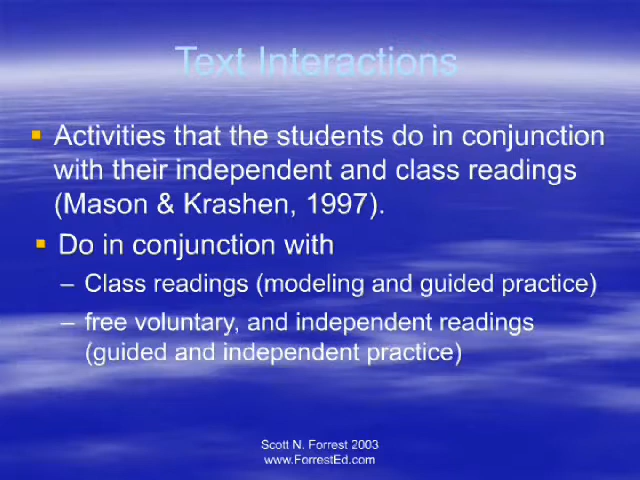 Text Interactions
Activities that the students do in conjunction
with their independent and class readings
(Mason & Krashen, 1997).
Do in conjunction with
– Class readings (modeling and guided practice)
– free voluntary, and independent readings
(guided and independent practice)
Scott N. Forrest 2003
www.ForrestEd.com